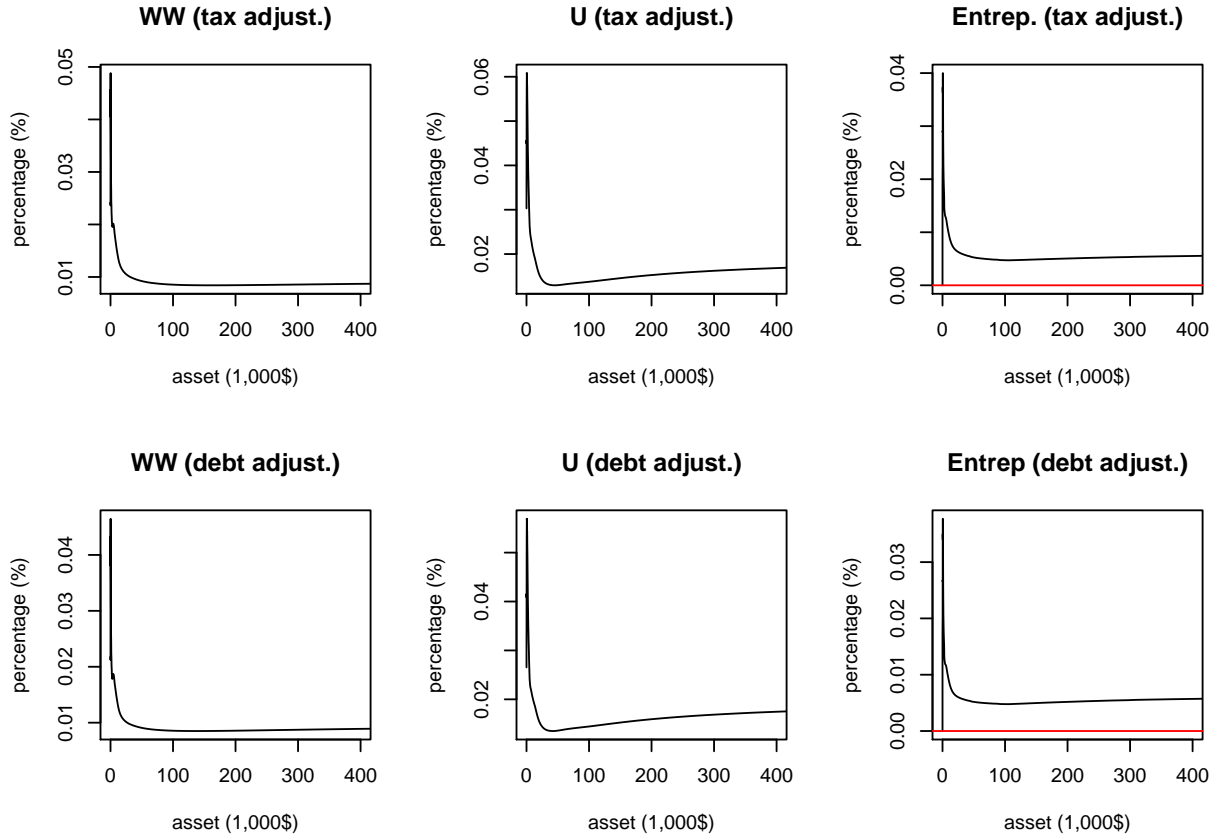 WW (tax adjust.)
percentage (%)
0.01 0.03 0.05
0 100 200 300 400
asset (1,000$)
U (tax adjust.)
percentage (%)
0.02 0.04 0.06
0 100 200 300 400
asset (1,000$)
Entrep. (tax adjust.)
percentage (%)
0.00 0.02 0.04
0 100 200 300 400
asset (1,000$)
WW (debt adjust.)
percentage (%)
0.01 0.02 0.03 0.04
0 100 200 300 400
asset (1,000$)
U (debt adjust.)
percentage (%)
0.02 0.04
0 100 200 300 400
asset (1,000$)
Entrep (debt adjust.)
percentage (%)
0.00 0.01 0.02 0.03
0 100 200 300 400
asset (1,000$)